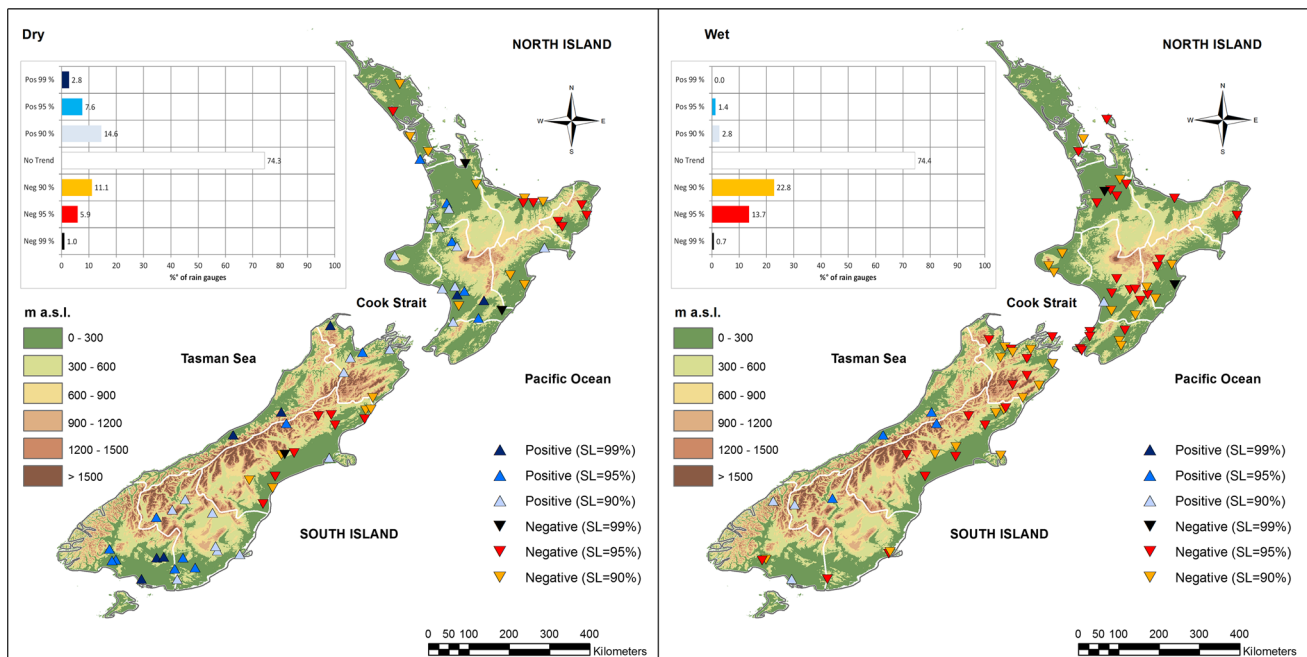 Dry
NORTH ISLAND
Pos 99 % 2.8
Pos 95 % 7.6
Pos 90 % 14.6
No Trend 74.3
Neg 90 % 11.1
Neg 95 % 5.9
Neg 99 % 1.0
0 10 20 30 40 50 60 70 80 90 100
%° of rain gauges
N
W E
S
Cook Strait
m a.s.l.
0 - 300
300 - 600
600 - 900
900 - 1200
1200 - 1500
> 1500
Tasman Sea
Pacific Ocean
Positive (SL=99%)
Positive (SL=95%)
Positive (SL=90%)
Negative (SL=99%)
Negative (SL=95%)
Negative (SL=90%)
SOUTH ISLAND
0 50 100 200 300 400
Kilometers
Wet
NORTH ISLAND
Pos 99 % 0.0
Pos 95 % 1.4
Pos 90 % 2.8
No Trend 74.4
Neg 90 % 22.8
Neg 95 % 13.7
Neg 99 % 0.7
0 10 20 30 40 50 60 70 80 90 100
%° of rain gauges
N
W E
S
Cook Strait
m a.s.l.
0 - 300
300 - 600
600 - 900
900 - 1200
1200 - 1500
> 1500
Tasman Sea
Pacific Ocean
Positive (SL=99%)
Positive (SL=95%)
Positive (SL=90%)
Negative (SL=99%)
Negative (SL=95%)
Negative (SL=90%)
SOUTH ISLAND
0 50 100 200 300 400
Kilometers